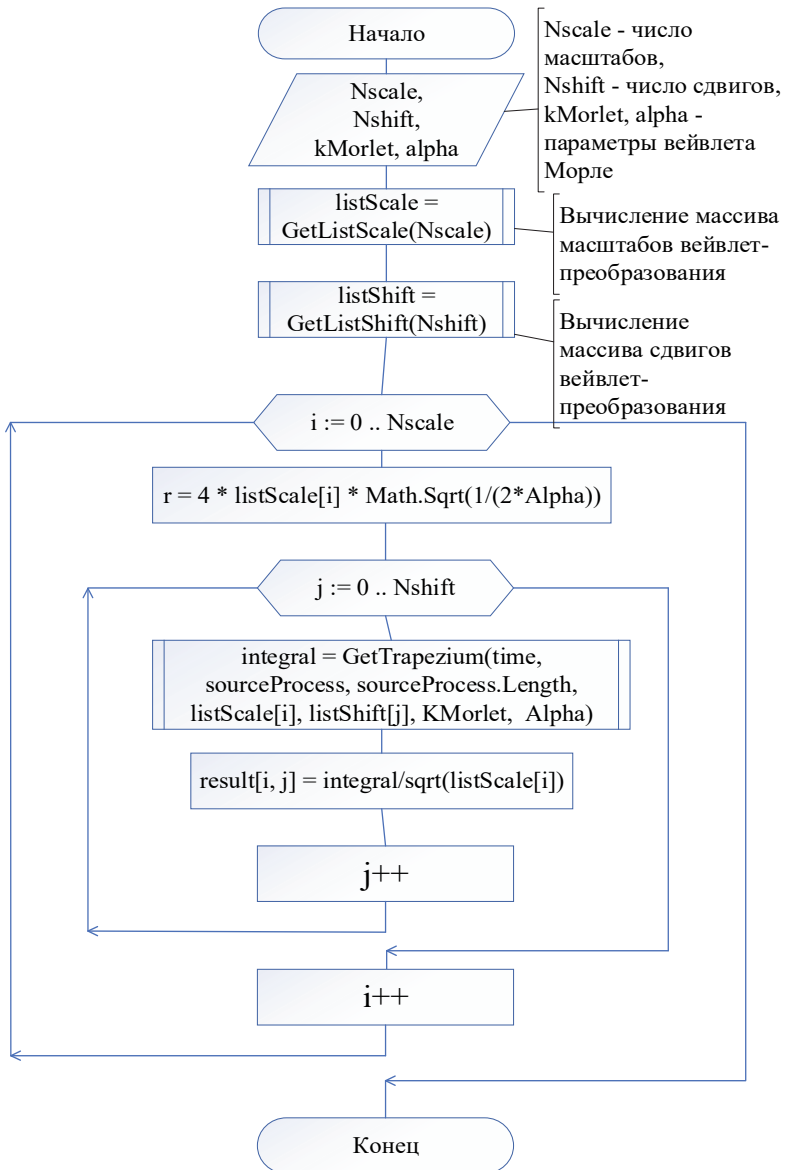 Начало
Nscale - число
масштабов,
Nshift - число сдвигов,
kMorlet, alpha -
параметры вейвлета
Морле
Nscale,
Nshift,
kMorlet, alpha
listScale =
GetListScale(Nscale)
Вычисление массива
масштабов вейвлет-
преобразования
listShift =
GetListShift(Nshift)
Вычисление
массива сдвигов
вейвлет-
преобразования
i := 0 .. Nscale
r = 4 * listScale[i] * Math.Sqrt(1/(2*Alpha))
j := 0 .. Nshift
integral = GetTrapezium(time,
sourceProcess, sourceProcess.Length,
listScale[i], listShift[j], KMorlet, Alpha)
result[i, j] = integral/sqrt(listScale[i])
j++
i++
Конец